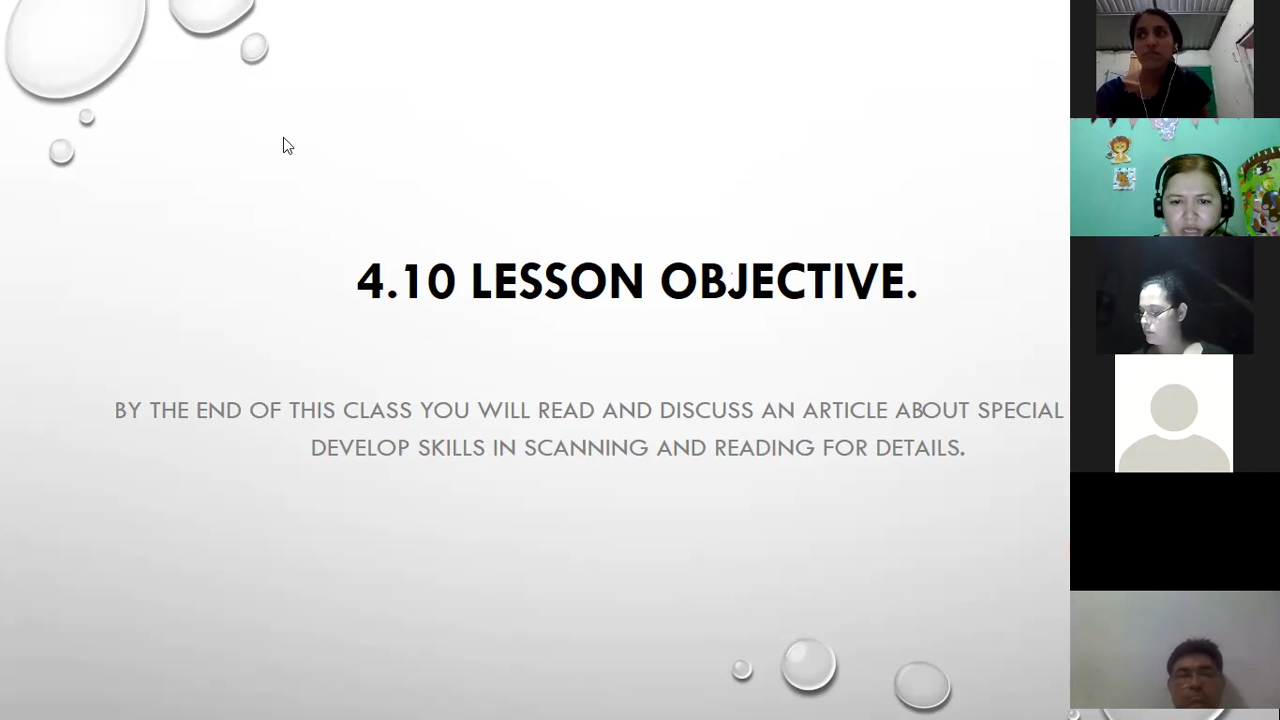 4.10 LESSON OBJECTIVE.
BY THE END OF THIS CLASS YOU WILL READ AND DISCUSS AN ARTICLE ABOUT SPECIAL
DEVELOP SKILLS IN SCANNING AND READING FOR DETAILS.